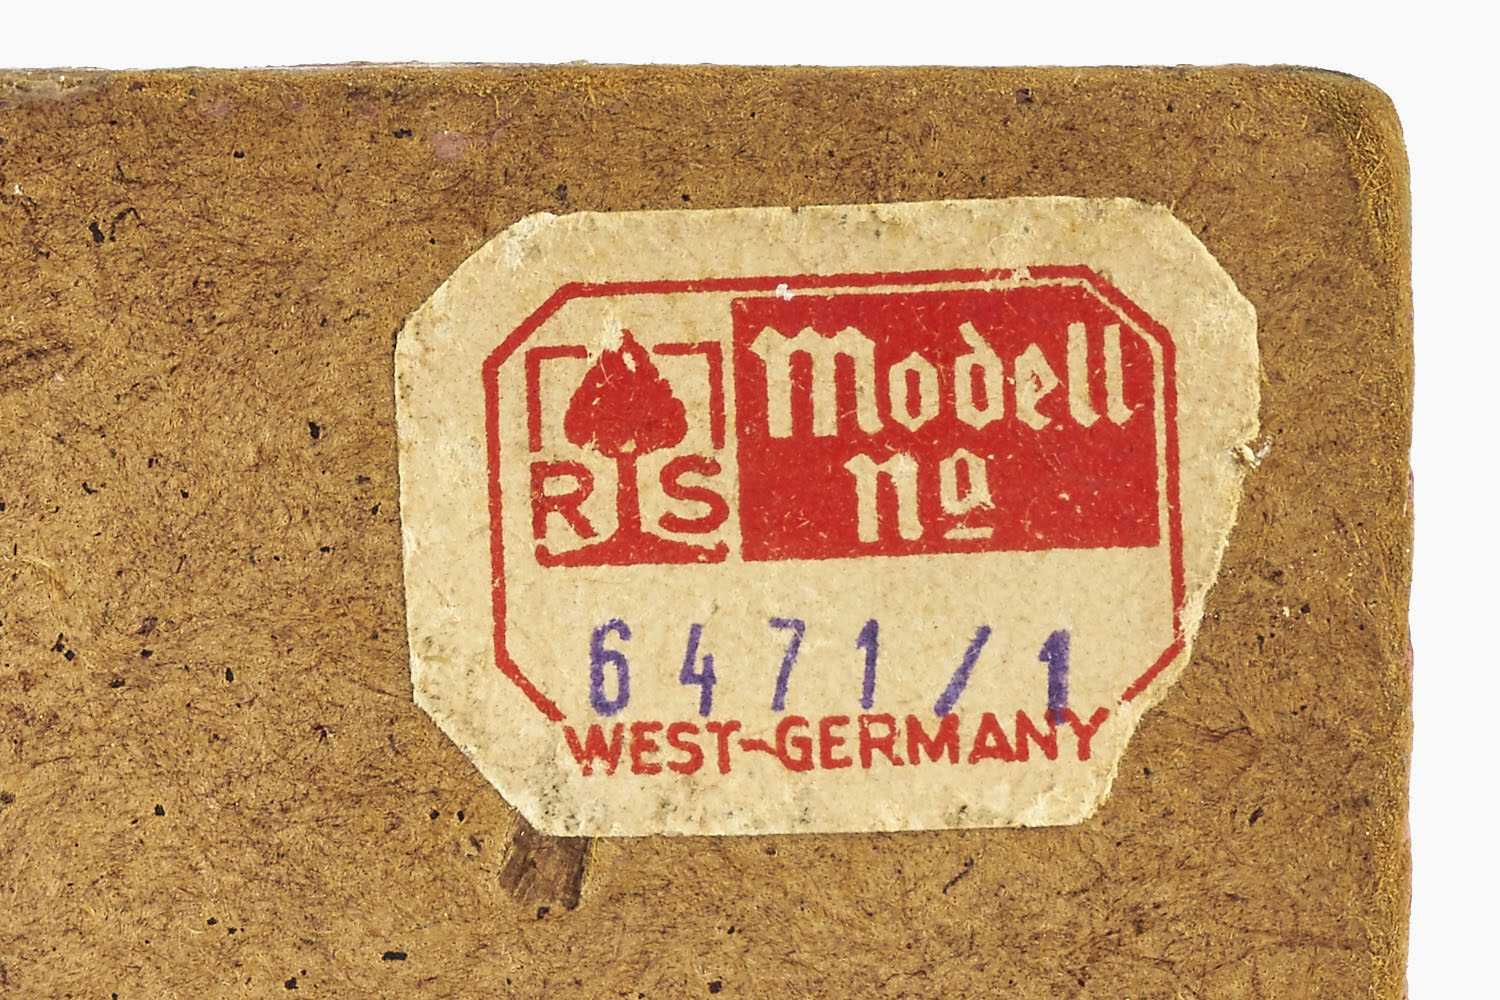 RS
Modell
nº
6471/1
WEST-GERMANY